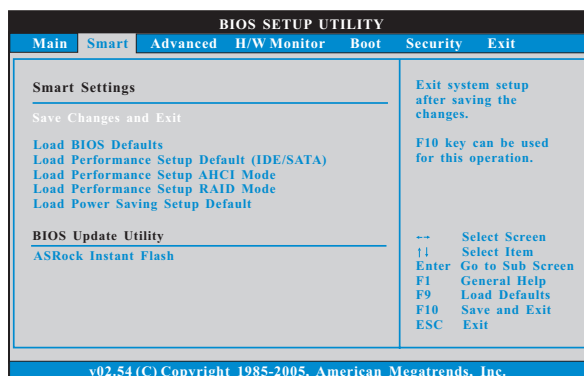 BIOS SETUP UTILITY
Main Smart Advanced H/W Monitor Boot Security Exit
Smart Settings
Save Changes and Exit
Load BIOS Defaults
Load Performance Setup Default (IDE/SATA)
Load Performance Setup AHCI Mode
Load Performance Setup RAID Mode
Load Power Saving Setup Default
BIOS Update Utility
ASRock Instant Flash
Exit system setup
after saving the
changes.
F10 key can be used
for this operation.
←→ Select Screen
↑↓ Select Item
Enter Go to Sub Screen
F1 General Help
F9 Load Defaults
F10 Save and Exit
ESC Exit
v02.54 (C) Copyright 1985-2005, American Megatrends, Inc.